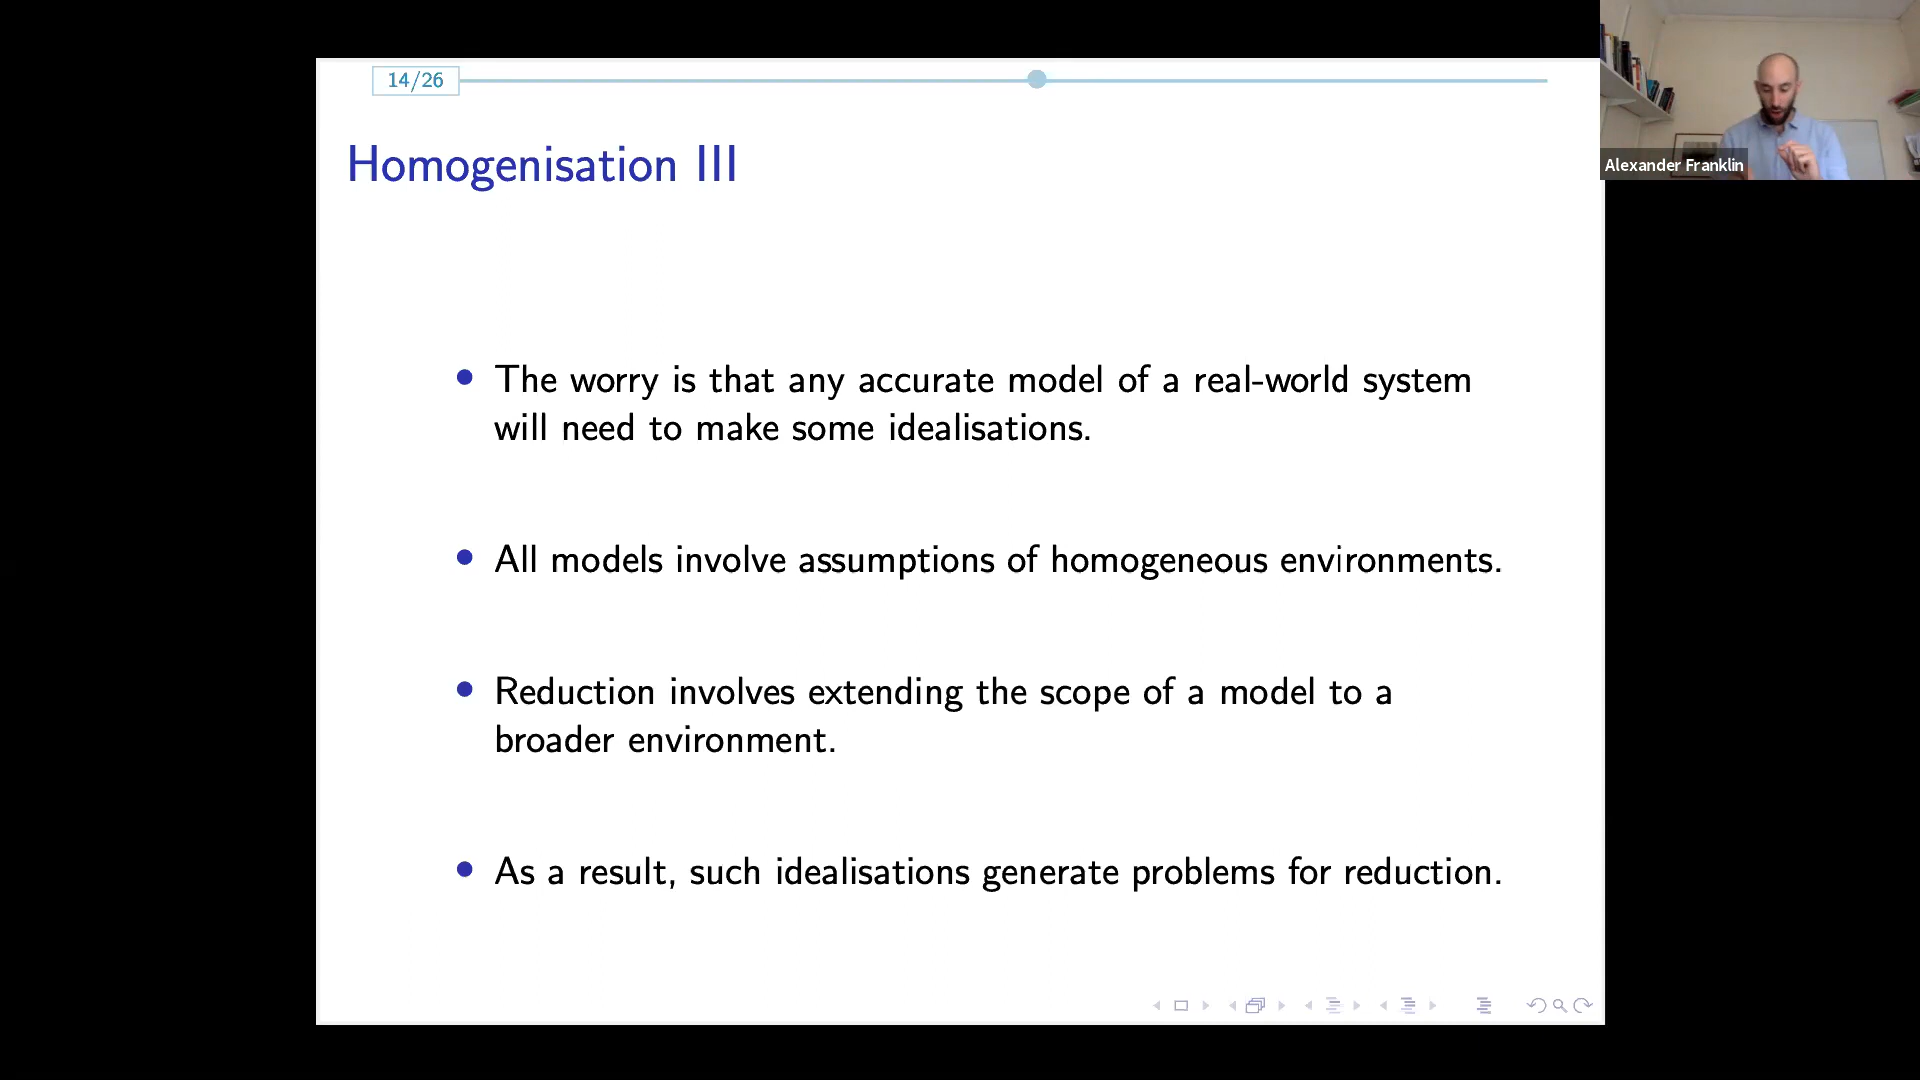 14/26
Homogenisation III
The worry is that any accurate model of a real-world system
will need to make some idealisations.
All models involve assumptions of homogeneous environments.
Reduction involves extending the scope of a model to a
broader environment.
As a result, such idealisations generate problems for reduction.
Alexander Franklin